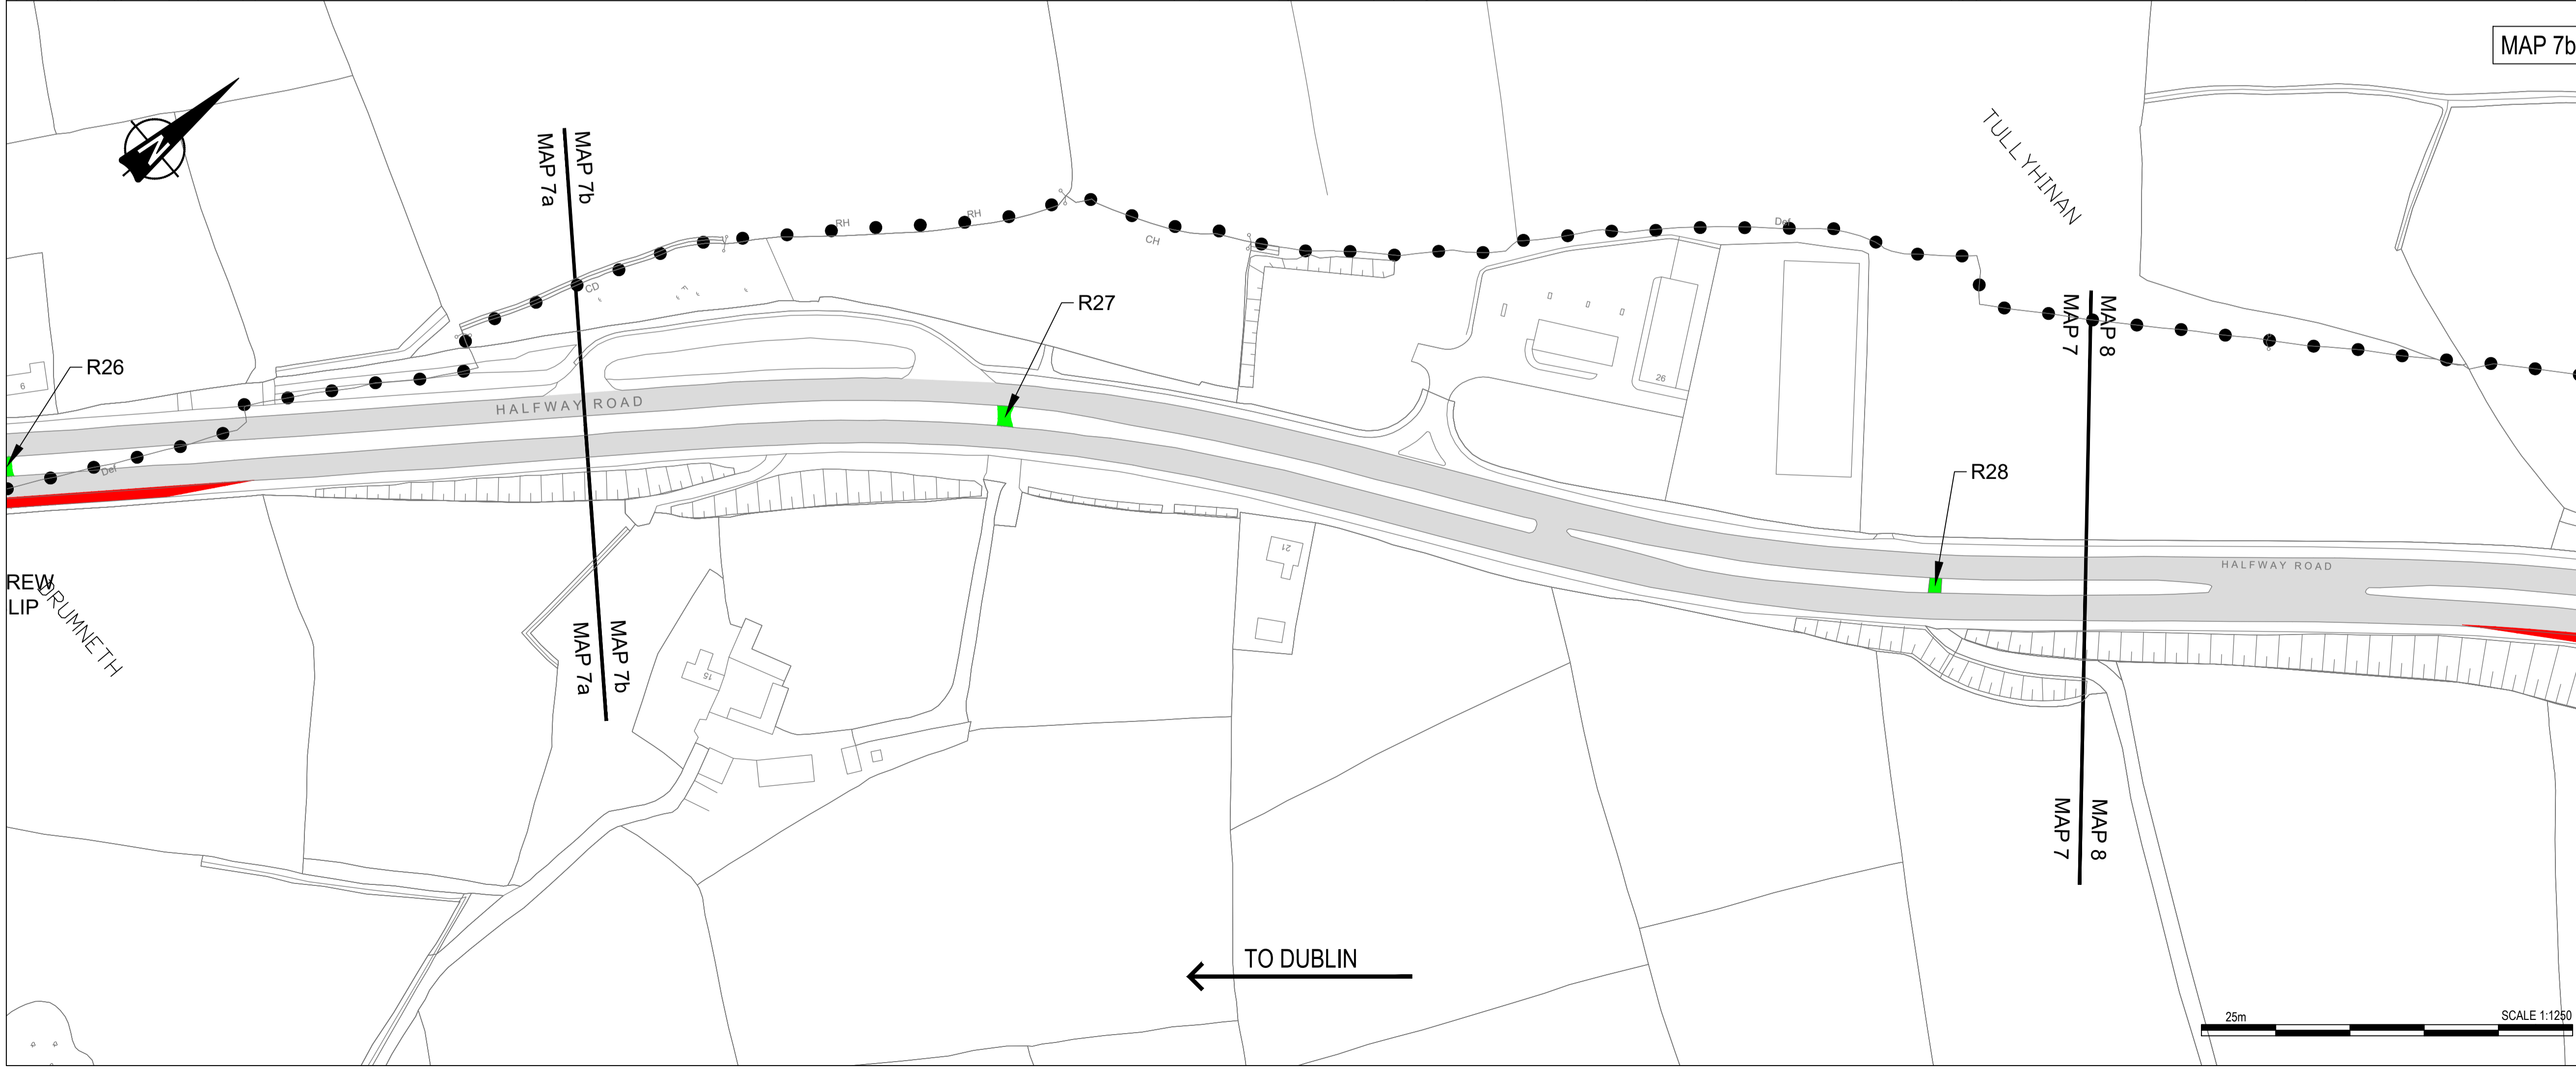 MAP 7b
N
TULLYHINAN
MAP 7b
MAP 7a
RH
RH
CH
Def
CD
R27
R26
6
HALFWAY ROAD
26
MAP 8
MAP 7
Def
R28
21
HALFWAY ROAD
REW
LIP
DRUMNETH
MAP 7b
MAP 7a
15
MAP 8
MAP 7
TO DUBLIN
25m
SCALE 1:1250